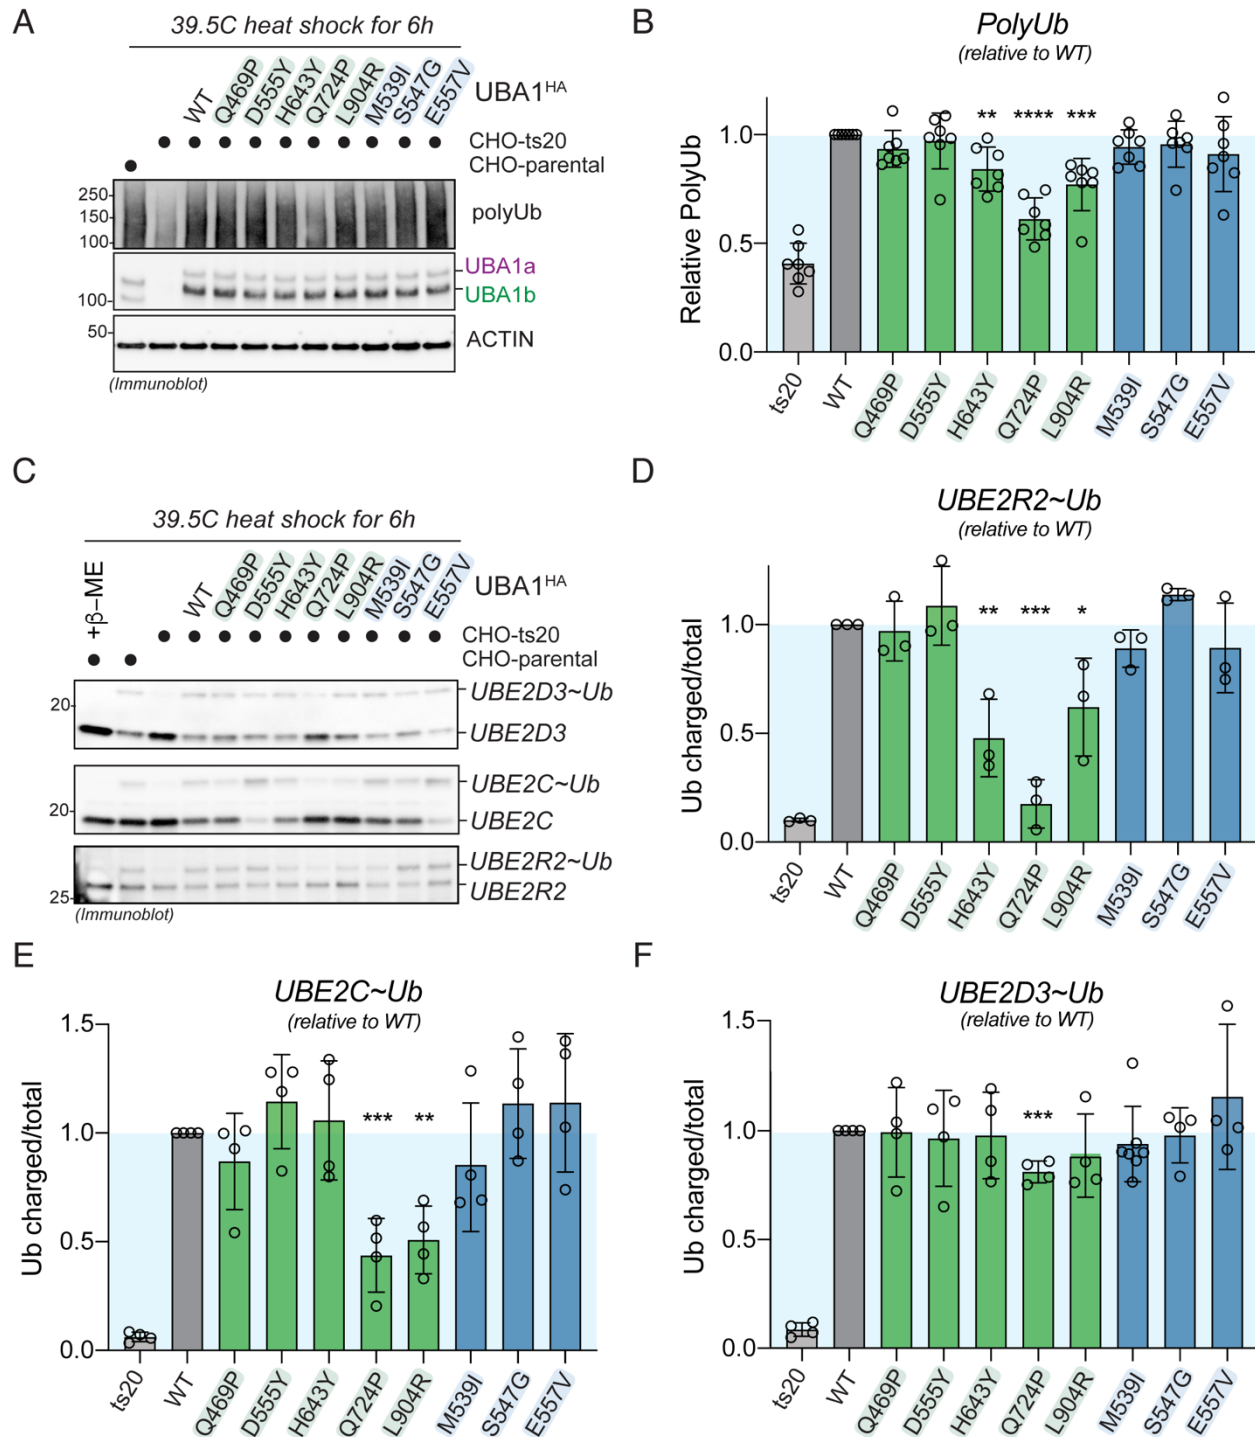 A
39.5C heat shock for 6h
WT
Q469P
D555Y
H643Y
Q724P
L904R
M539I
S547G
E557V
UBA1HA
CHO-ts20
CHO-parental
250
150
100
polyUb
UBA1a
UBA1b
100
50
ACTIN
(Immunoblot)
B
PolyUb
(relative to WT)
** **** ***
Relative PolyUb
1.0
0.5
0.0
ts20
WT
Q469P
D555Y
H643Y
Q724P
L904R
M539I
S547G
E557V
C
39.5C heat shock for 6h
+β–ME
WT
Q469P
D555Y
H643Y
Q724P
L904R
M539I
S547G
E557V
UBA1HA
CHO-ts20
CHO-parental
20
UBE2D3~Ub
UBE2D3
20
UBE2C~Ub
UBE2C
25
UBE2R2~Ub
UBE2R2
(Immunoblot)
D
UBE2R2~Ub
(relative to WT)
** *** *
Ub charged/total
1.0
0.5
0.0
ts20
WT
Q469P
D555Y
H643Y
Q724P
L904R
M539I
S547G
E557V
E
UBE2C~Ub
(relative to WT)
*** **
Ub charged/total
1.5
1.0
0.5
0.0
ts20
WT
Q469P
D555Y
H643Y
Q724P
L904R
M539I
S547G
E557V
F
UBE2D3~Ub
(relative to WT)
***
Ub charged/total
1.5
1.0
0.5
0.0
ts20
WT
Q469P
D555Y
H643Y
Q724P
L904R
M539I
S547G
E557V